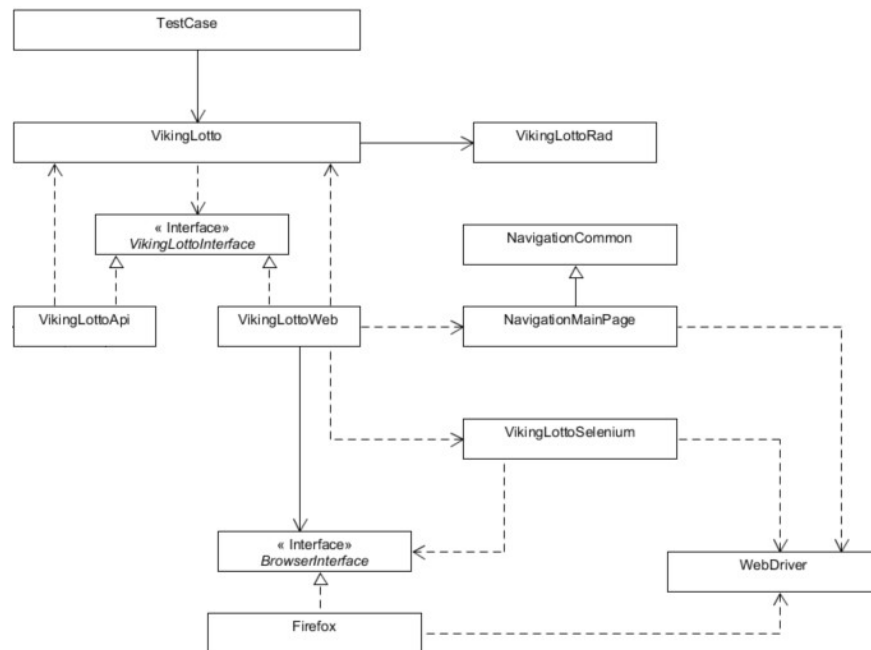 TestCase
VikingLotto
VikingLottoRad
« Interface»
VikingLottoInterface
NavigationCommon
VikingLottoApi
VikingLottoWeb
NavigationMainPage
VikingLottoSelenium
« Interface»
BrowserInterface
WebDriver
Firefox